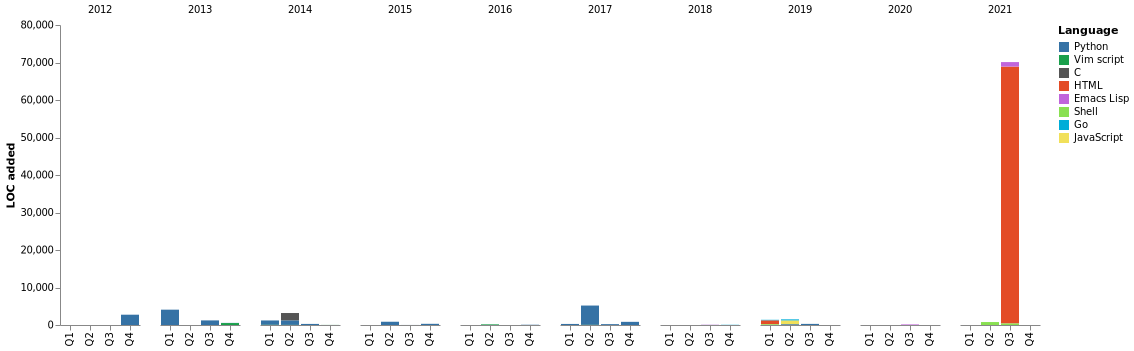 2012 2013 2014 2015 2016 2017 2018 2019 2020 2021
80,000
70,000
60,000
50,000
40,000
30,000
20,000
10,000
0
LOC added
Q1 Q2 Q3 Q4 Q1 Q2 Q3 Q4 Q1 Q2 Q3 Q4 Q1 Q2 Q3 Q4 Q1 Q2 Q3 Q4 Q1 Q2 Q3 Q4 Q1 Q2 Q3 Q4 Q1 Q2 Q3 Q4 Q1 Q2 Q3 Q4 Q1 Q2 Q3 Q4
Language
Python
Vim script
C
HTML
Emacs Lisp
Shell
Go
JavaScript